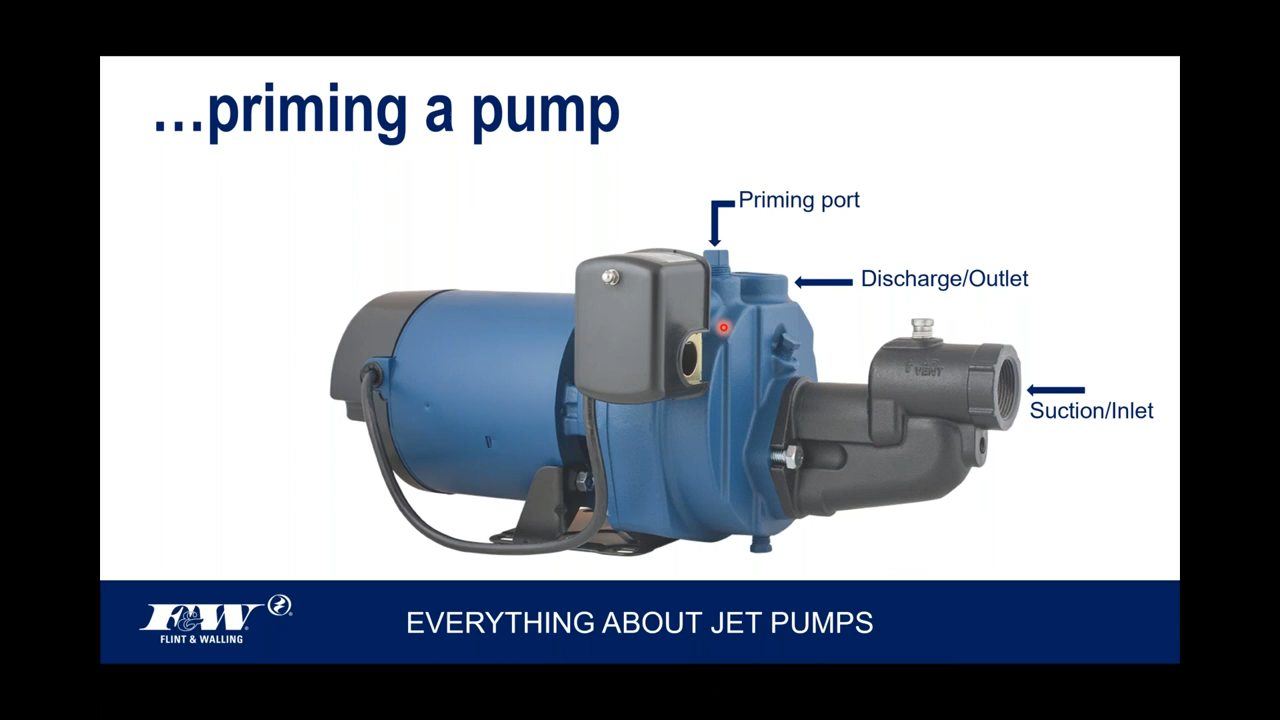 ...priming a pump
Priming port
Discharge/Outlet
VENT
Suction/Inlet
F&W
FLINT & WALLING
EVERYTHING ABOUT JET PUMPS